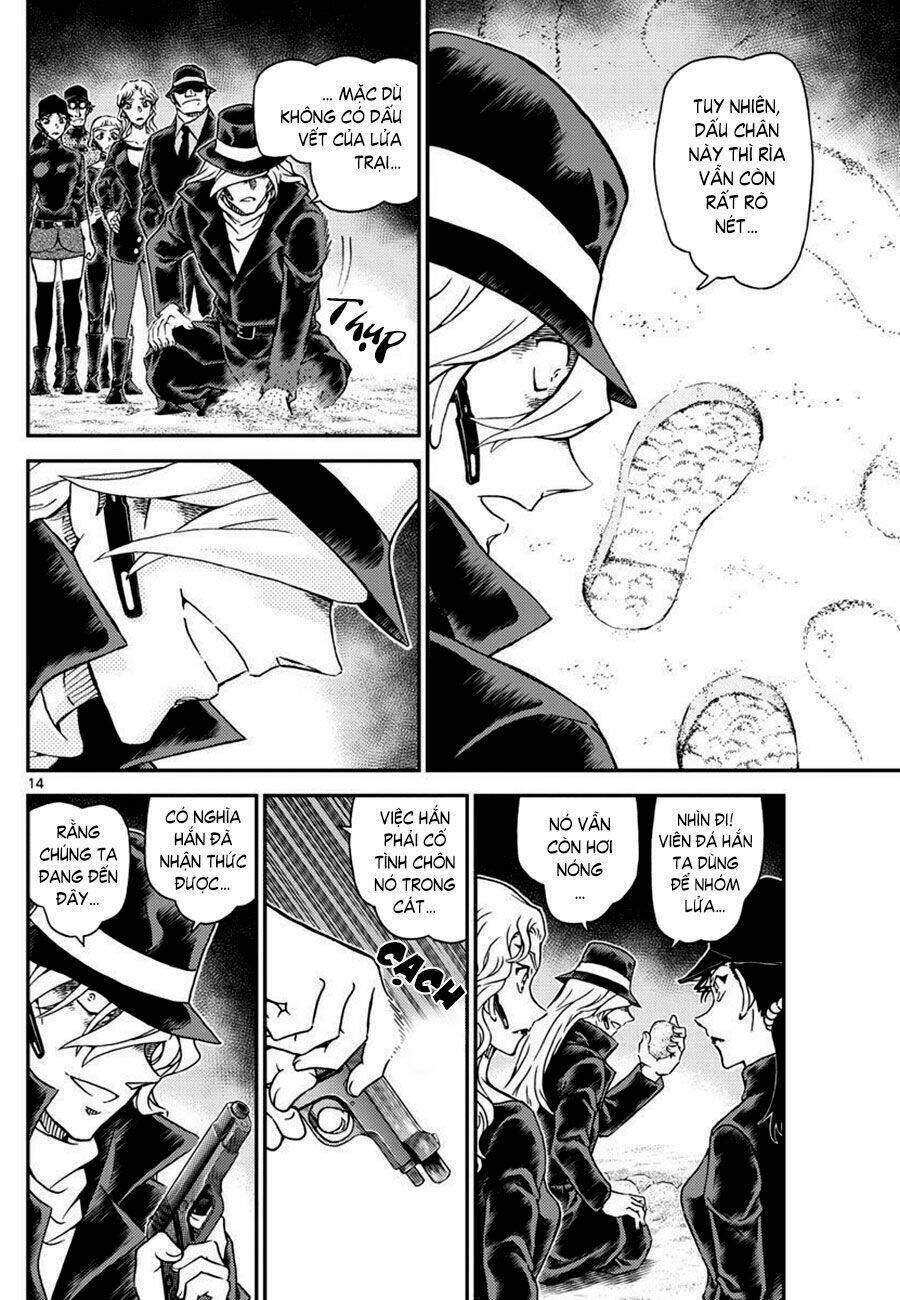 TUY NHIÊN,
DẤU CHÂN
NÀY THÌ RÌA
VẪN CÒN
RẤT RÕ
NÉT...
... MẶC DÙ
KHÔNG CÓ DẤU
VẾT CỦA LỬA
TRẠI...
Thụp
14
NHÌN ĐI!
VIÊN ĐÁ HẮN
TA DÙNG
ĐỂ NHÓM
LỬA...
NÓ VẪN
CÒN HƠI
NÓNG
...
VIỆC HẮN
PHẢI CỐ
TÌNH CHÔN
NÓ TRONG
CÁT...
CẠCH
CÓ NGHĨA
HẮN ĐÃ
NHẬN THỨC
ĐƯỢC...
RẰNG
CHÚNG TA
ĐANG ĐẾN
ĐÂY...